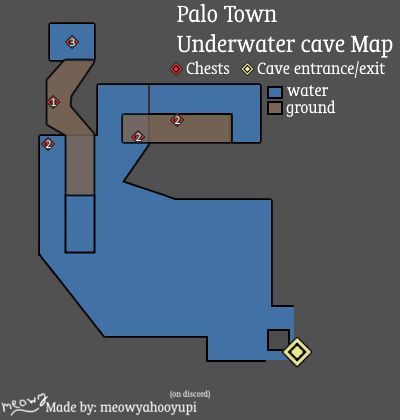 Palo Town
Underwater cave Map
Chests Cave entrance/exit
water
ground
3
1
2
2
2
(on discord)
meowy Made by: meowyahooyupi